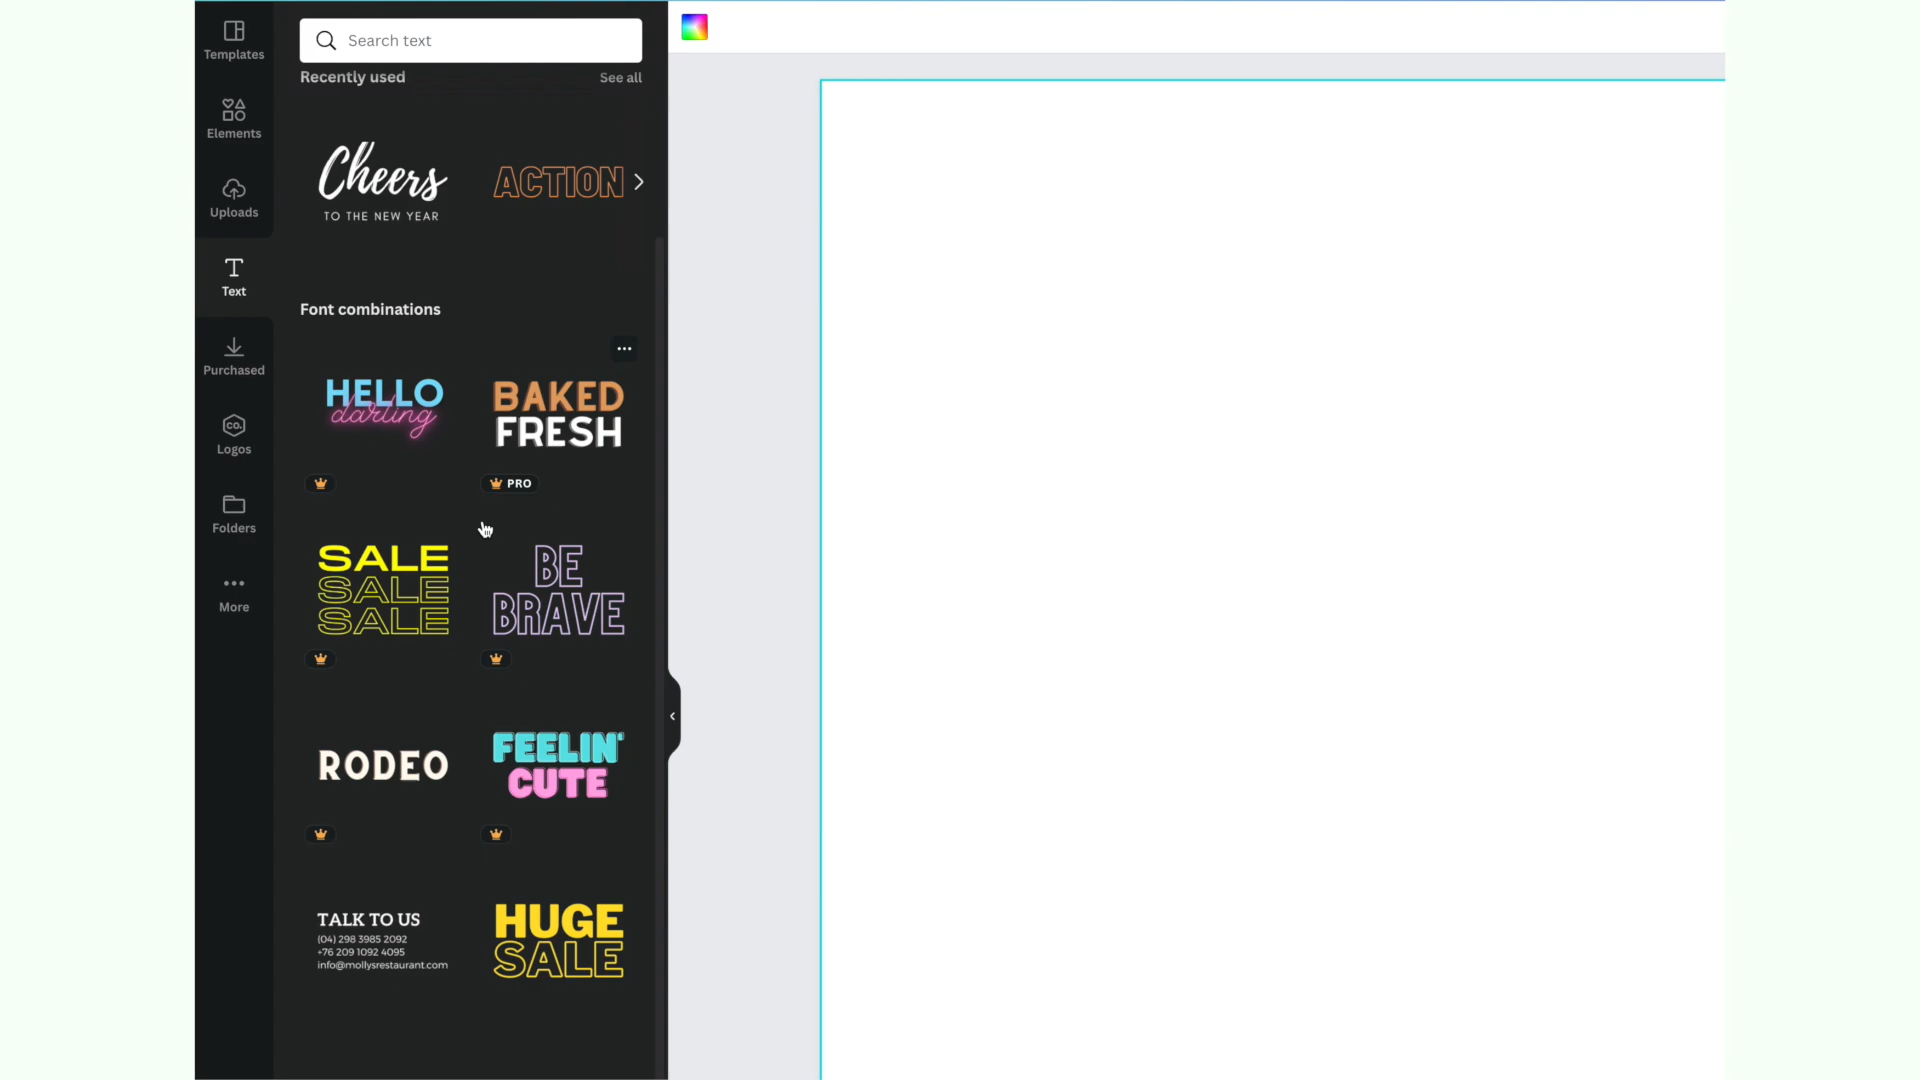 Templates
Elements
Uploads
Text
Purchased
CO.
Logos
Folders
More
Search text
Recently used
See all
Cheers
TO THE NEW YEAR
ACTION
Font combinations
HELLO
darling
BAKED
FRESH
PRO
SALE
SALE
SALE
BE
BRAVE
RODEO
FEELIN'
CUTE
TALK TO US
(04) 298 3985 2092
+76 209 1092 4095
info@mollysrestaurant.com
HUGE
SALE